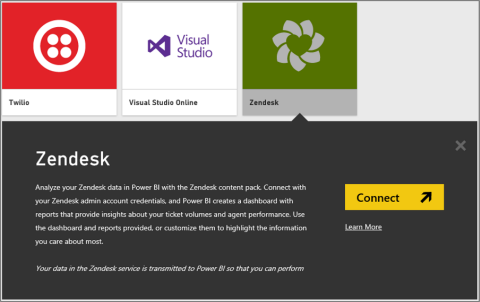 Visual
Studio
Twilio
Visual Studio Online
Zendesk
Zendesk
Analyze your Zendesk data in Power BI with the Zendesk content pack. Connect with
your Zendesk admin account credentials, and Power BI creates a dashboard with
reports that provide insights about your ticket volumes and agent performance. Use
the dashboard and reports provided, or customize them to highlight the information
you care about most.
Connect
Learn More
Your data in the Zendesk service is transmitted to Power BI so that you can perform